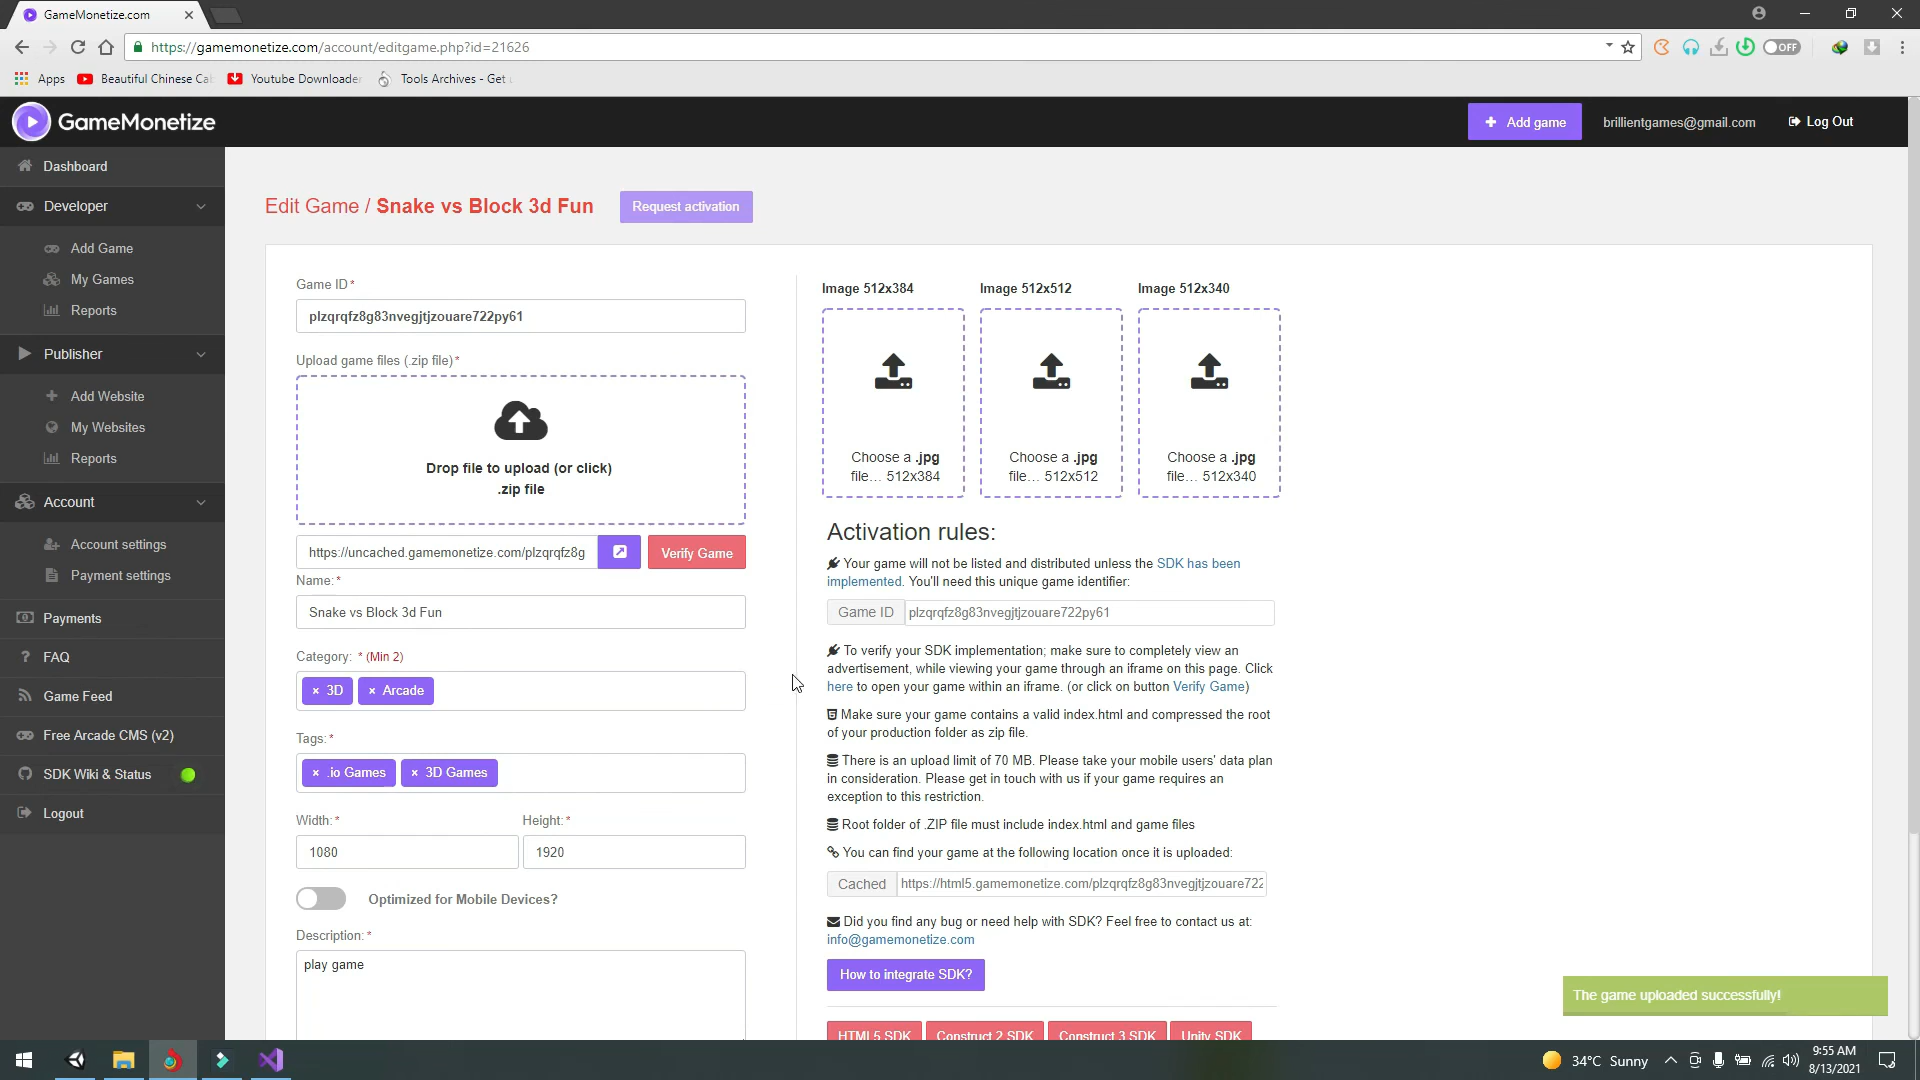 GameMonetize.com
https://gamemonetize.com/account/editgame.php?id=21626
OFF
Apps
Beautiful Chinese Ca
Youtube Downloader
Tools Archives - Get
GameMonetize
Add game
brillientgames@gmail.com
Log Out
Dashboard
Developer
Add Game
My Games
Reports
Publisher
Add Website
My Websites
Reports
Account
Account settings
Payment settings
Payments
FAQ
Game Feed
Free Arcade CMS (v2)
SDK Wiki & Status
Logout
Edit Game / Snake vs Block 3d Fun
Request activation
Game ID*
plzqrqfz8g83nvegjtjzouare722py61
Upload game files (.zip file)*
Drop file to upload (or click)
.zip file
https://uncached.gamemonetize.com/plzqrqfz8g
Verify Game
Name:*
Snake vs Block 3d Fun
Category: * (Min 2)
× 3D × Arcade
Tags:*
× .io Games × 3D Games
Width:* Height:*
1080 1920
Optimized for Mobile Devices?
Description:*
play game
Image 512x384 Image 512x512 Image 512x340
Choose a .jpg
file... 512x384
Choose a .jpg
file... 512x512
Choose a .jpg
file... 512x340
Activation rules:
Your game will not be listed and distributed unless the SDK has been
implemented. You'll need this unique game identifier:
Game ID plzqrqfz8g83nvegjtjzouare722py61
To verify your SDK implementation; make sure to completely view an
advertisement, while viewing your game through an iframe on this page. Click
here to open your game within an iframe. (or click on button Verify Game)
Make sure your game contains a valid index.html and compressed the root
of your production folder as zip file.
There is an upload limit of 70 MB. Please take your mobile users' data plan
in consideration. Please get in touch with us if your game requires an
exception to this restriction.
Root folder of .ZIP file must include index.html and game files
You can find your game at the following location once it is uploaded:
Cached https://html5.gamemonetize.com/plzqrqfz8g83nvegjtjzouare722
Did you find any bug or need help with SDK? Feel free to contact us at:
info@gamemonetize.com
How to integrate SDK?
HTML5 SDK Construct 2 SDK Construct 3 SDK Unity SDK
The game uploaded successfully!
34°C Sunny
9:55 AM
8/13/2021